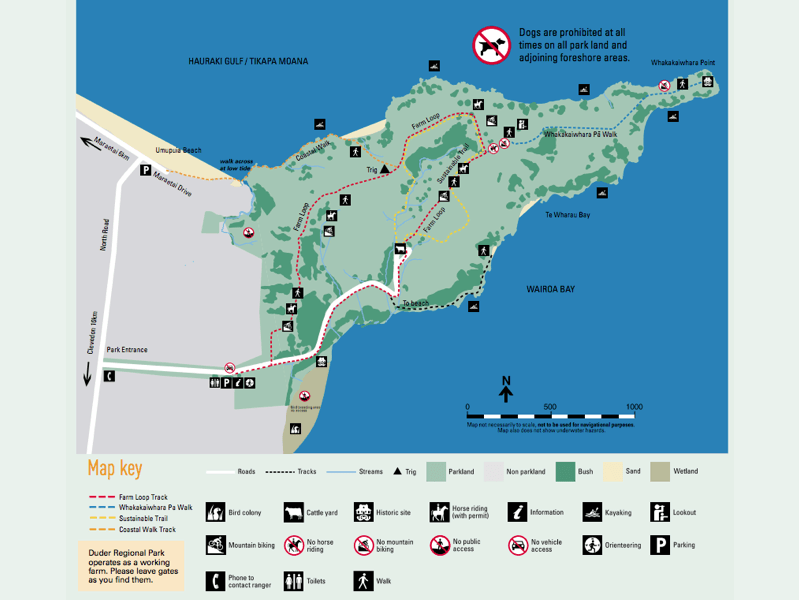 Dogs are prohibited at all
times on all park land and
adjoining foreshore areas.
HAURAKI GULF / TIKAPA MOANA
Whakakaiwhara Point
Farm Loop
Whakakaiwhara Pā Walk
Coastal Walk
Umupuia Beach
walk across
at low tide
Maraetai 8km
P
Maraetai Drive
Trig
Sustainable Trail
Farm Loop
Farm Loop
Te Wharau Bay
North Road
WAIROA BAY
To beach
Clevedon 16km
Park Entrance
P
N
0 500 1000
Map not necessarily to scale, not to be used for navigational purposes.
Map also does not show underwater hazards.
Map key
Roads
Tracks
Streams
Trig
Parkland
Non parkland
Bush
Sand
Wetland
Farm Loop Track
Whakakaiwhara Pa Walk
Sustainable Trail
Coastal Walk Track
Bird colony
Cattle yard
Historic site
Horse riding
(with permit)
Information
Kayaking
Lookout
Mountain biking
No horse
riding
No mountain
biking
No public
access
No vehicle
access
Orienteering
P
Parking
Duder Regional Park
operates as a working
farm. Please leave gates
as you find them.
Phone to
contact ranger
Toilets
Walk